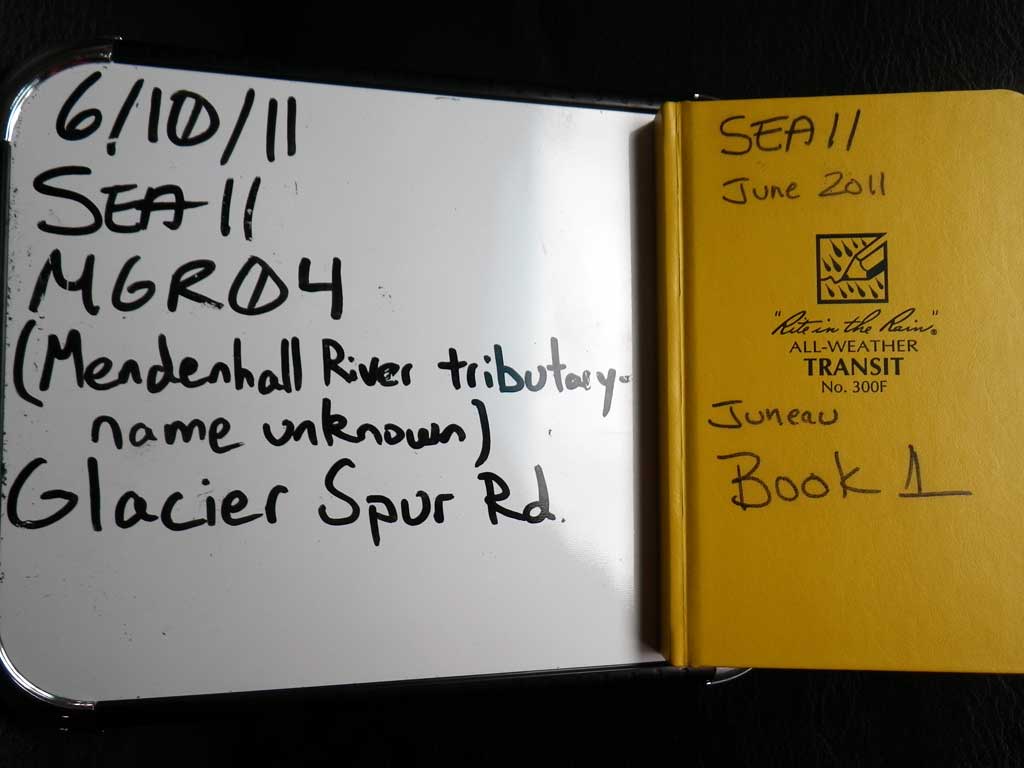 6/10/11
SEA11
MGR04
(Mendenhall River tributary-
name unknown)
Glacier Spur Rd.
SEA11
June 2011
"Rite in the Rain"®
ALL-WEATHER
TRANSIT
No. 300F
Juneau
Book 1